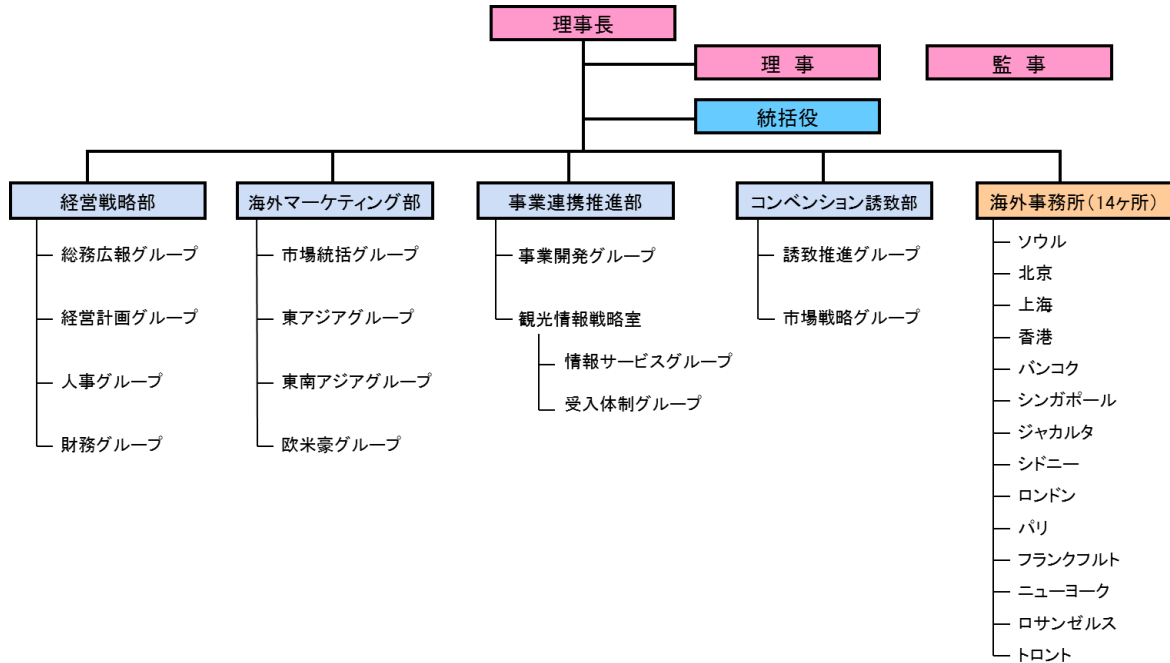 理事長
理 事
監 事
統括役
経営戦略部
総務広報グループ
経営計画グループ
人事グループ
財務グループ
海外マーケティング部
市場統括グループ
東アジアグループ
東南アジアグループ
欧米豪グループ
事業連携推進部
事業開発グループ
観光情報戦略室
情報サービスグループ
受入体制グループ
コンベンション誘致部
誘致推進グループ
市場戦略グループ
海外事務所(14ヶ所)
ソウル
北京
上海
香港
バンコク
シンガポール
ジャカルタ
シドニー
ロンドン
パリ
フランクフルト
ニューヨーク
ロサンゼルス
トロント